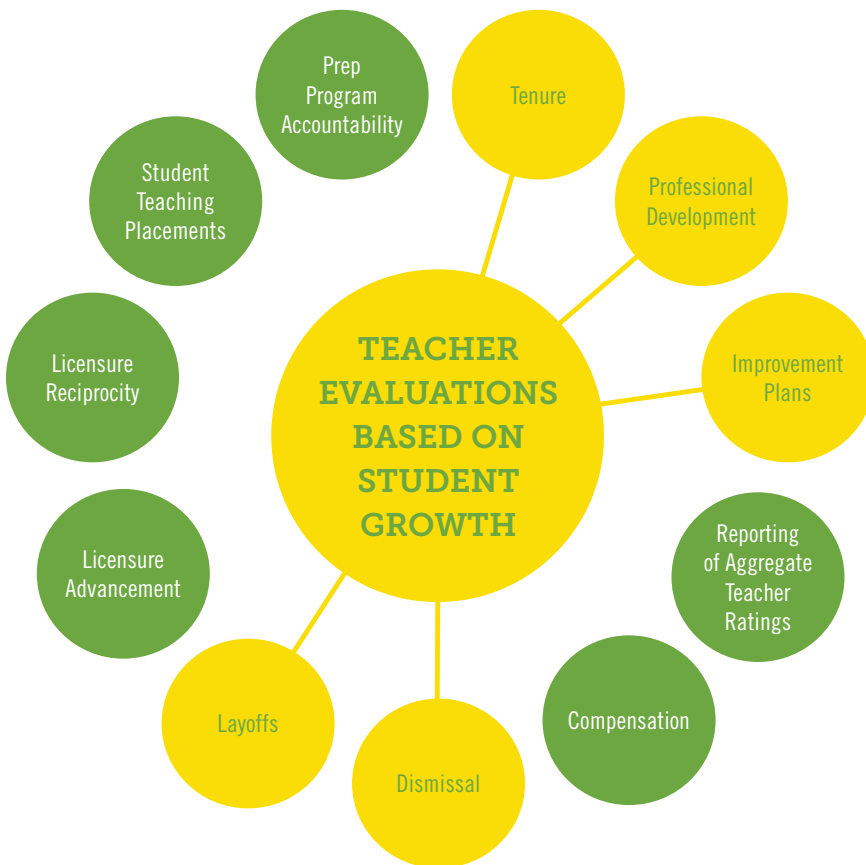 Prep
Program
Accountability
Tenure
Student
Teaching
Placements
Professional
Development
Licensure
Reciprocity
TEACHER
EVALUATIONS
BASED ON
STUDENT
GROWTH
Improvement
Plans
Licensure
Advancement
Reporting
of Aggregate
Teacher
Ratings
Layoffs
Compensation
Dismissal